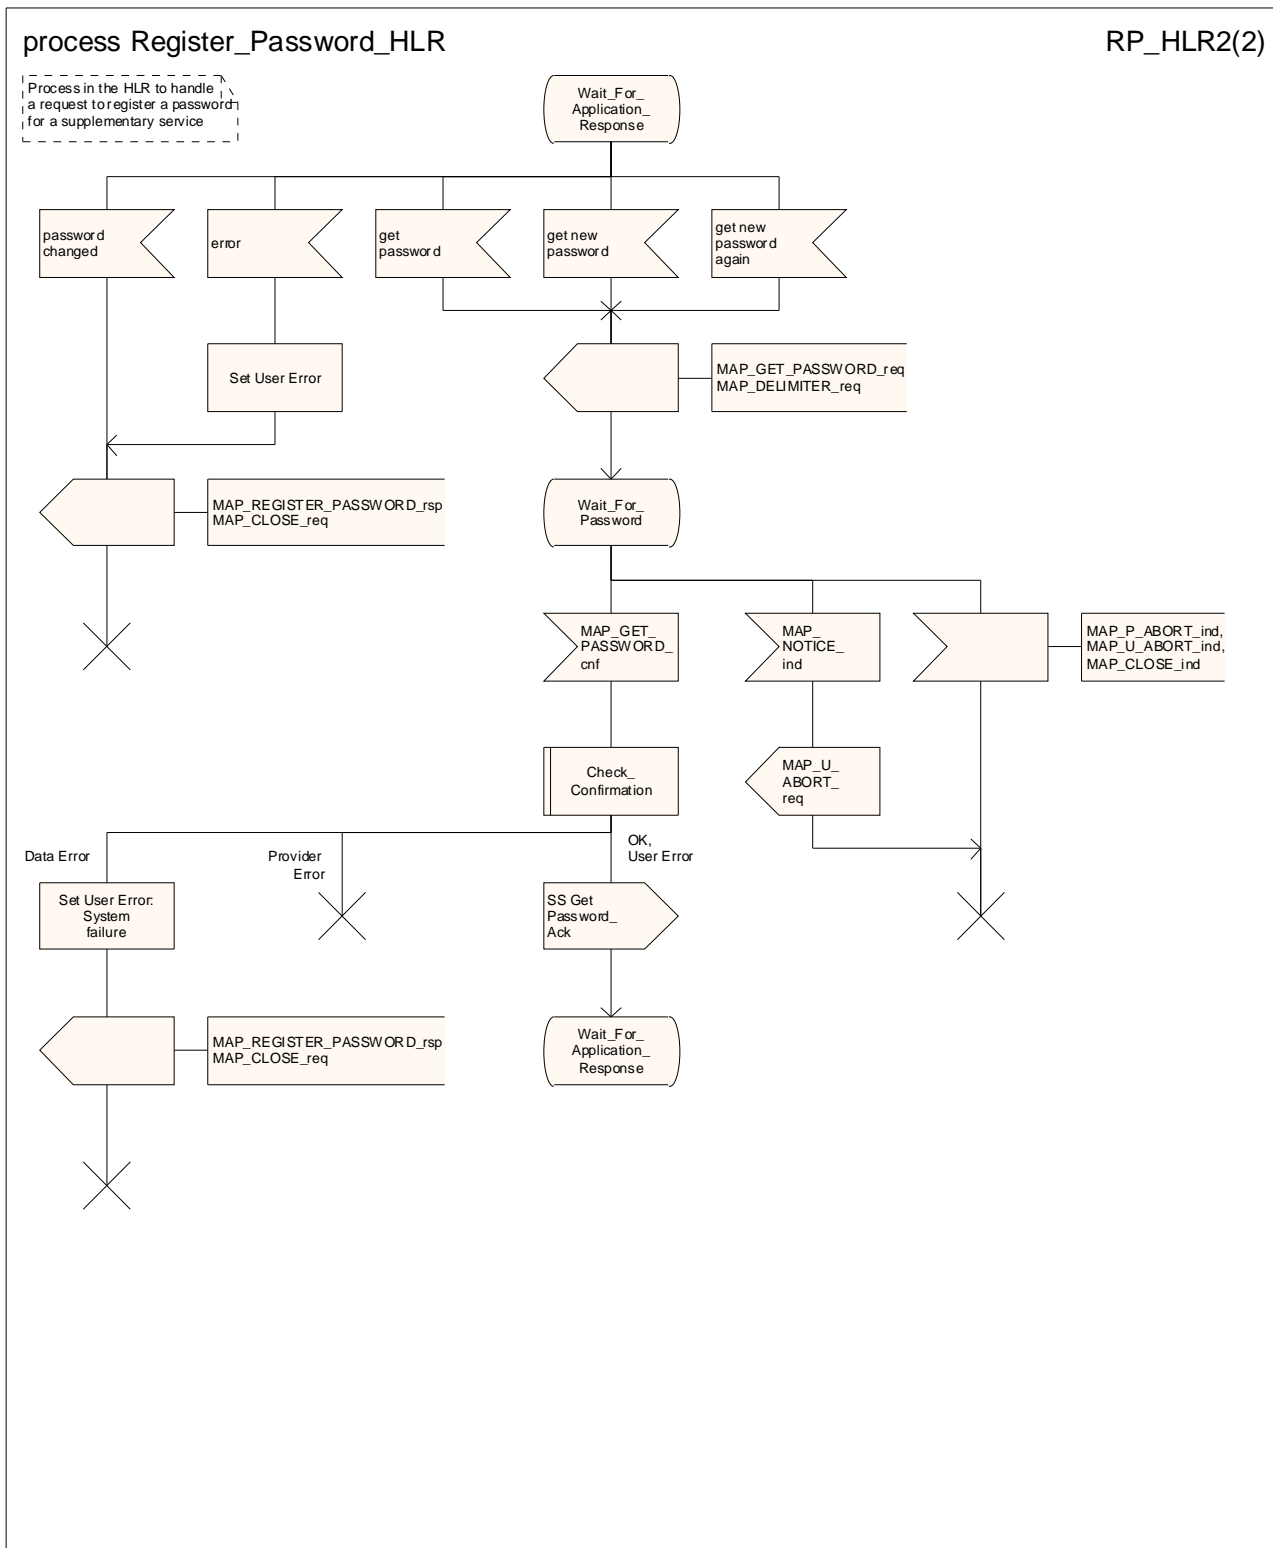 process Register_Password_HLR
RP_HLR2(2)
Process in the HLR to handle
a request to register a password
for a supplementary service
Wait_For_
Application_
Response
password
changed
error
get
password
get new
password
get new
password
again
Set User Error
MAP_GET_PASSWORD_req
MAP_DELIMITER_req
MAP_REGISTER_PASSWORD_rsp
MAP_CLOSE_req
Wait_For_
Password
MAP_GET_
PASSWORD_
cnf
MAP_
NOTICE_
ind
MAP_P_ABORT_ind,
MAP_U_ABORT_ind,
MAP_CLOSE_ind
Check_
Confirmation
MAP_U_
ABORT_
req
Data Error
Provider
Error
OK,
User Error
Set User Error:
System
failure
SS Get
Password_
Ack
MAP_REGISTER_PASSWORD_rsp
MAP_CLOSE_req
Wait_For_
Application_
Response